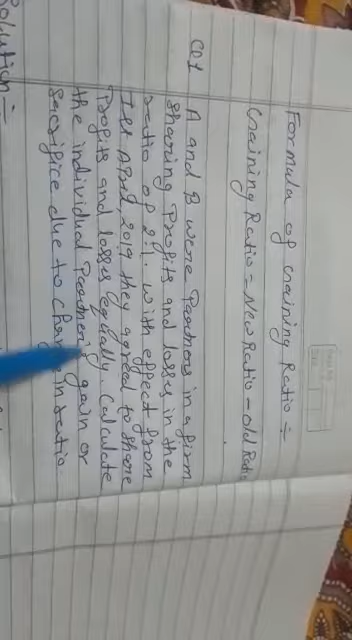 Formula of Gaining Ratio :-
Gaining Ratio = New Ratio - Old Ratio
Q1 A and B were Partners in a firm
sharing Profits and losses in the
ratio of 2:1. with effect from
1st April, 2019 they agreed to share
Profits and losses equally. Calculate
the individual Partner's gain or
sacrifice due to change in ratio.
Solution :-